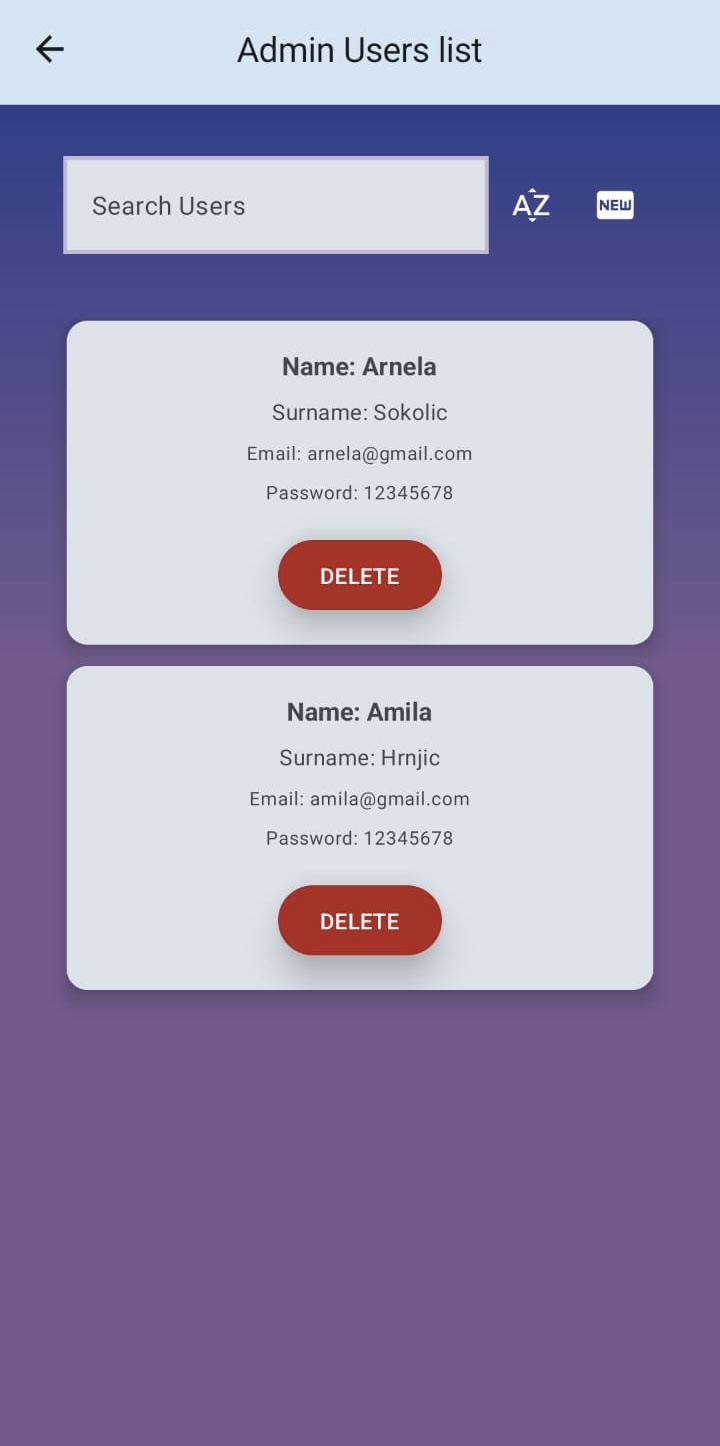 Admin Users list
Search Users
AZ
NEW
Name: Arnela
Surname: Sokolic
Email: arnela@gmail.com
Password: 12345678
DELETE
Name: Amila
Surname: Hrnjic
Email: amila@gmail.com
Password: 12345678
DELETE